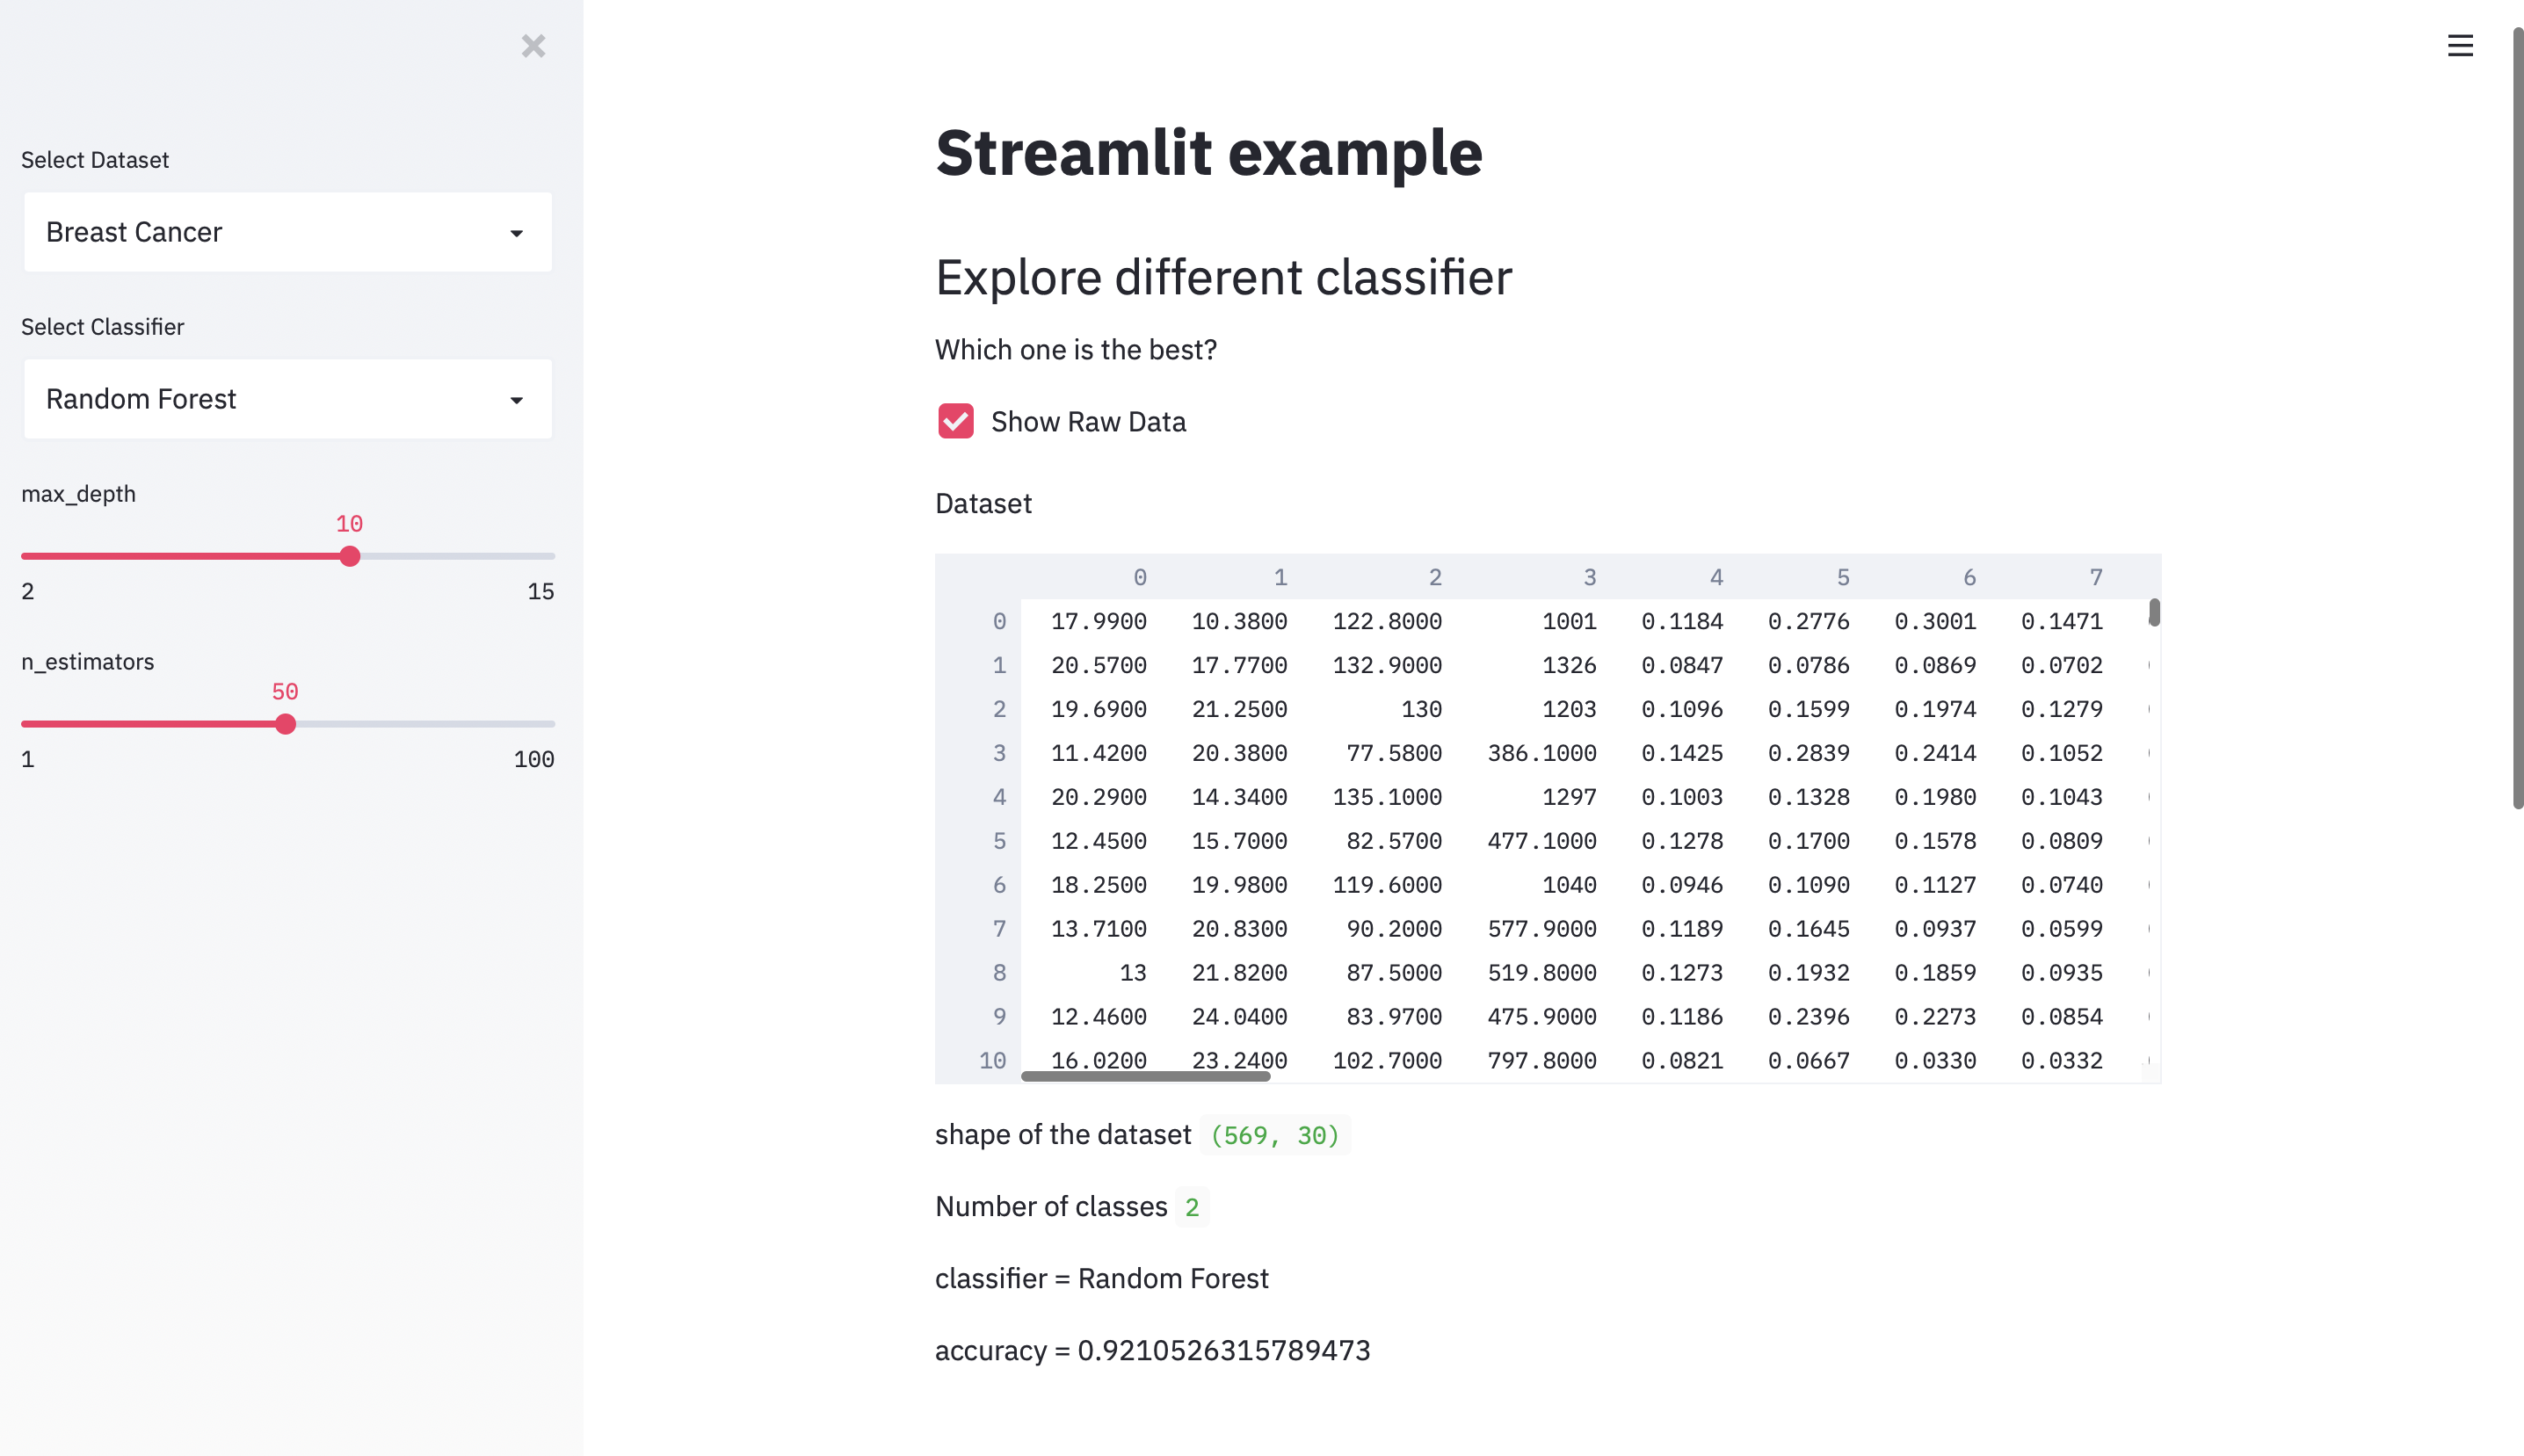 Select Dataset
Breast Cancer
Select Classifier
Random Forest
max_depth
10
2 15
n_estimators
50
1 100
Streamlit example
Explore different classifier
Which one is the best?
Show Raw Data
Dataset
0 1 2 3 4 5 6 7
0 17.9900 10.3800 122.8000 1001 0.1184 0.2776 0.3001 0.1471
1 20.5700 17.7700 132.9000 1326 0.0847 0.0786 0.0869 0.0702
2 19.6900 21.2500 130 1203 0.1096 0.1599 0.1974 0.1279
3 11.4200 20.3800 77.5800 386.1000 0.1425 0.2839 0.2414 0.1052
4 20.2900 14.3400 135.1000 1297 0.1003 0.1328 0.1980 0.1043
5 12.4500 15.7000 82.5700 477.1000 0.1278 0.1700 0.1578 0.0809
6 18.2500 19.9800 119.6000 1040 0.0946 0.1090 0.1127 0.0740
7 13.7100 20.8300 90.2000 577.9000 0.1189 0.1645 0.0937 0.0599
8 13 21.8200 87.5000 519.8000 0.1273 0.1932 0.1859 0.0935
9 12.4600 24.0400 83.9700 475.9000 0.1186 0.2396 0.2273 0.0854
10 16.0200 23.2400 102.7000 797.8000 0.0821 0.0667 0.0330 0.0332
shape of the dataset (569, 30)
Number of classes 2
classifier = Random Forest
accuracy = 0.9210526315789473